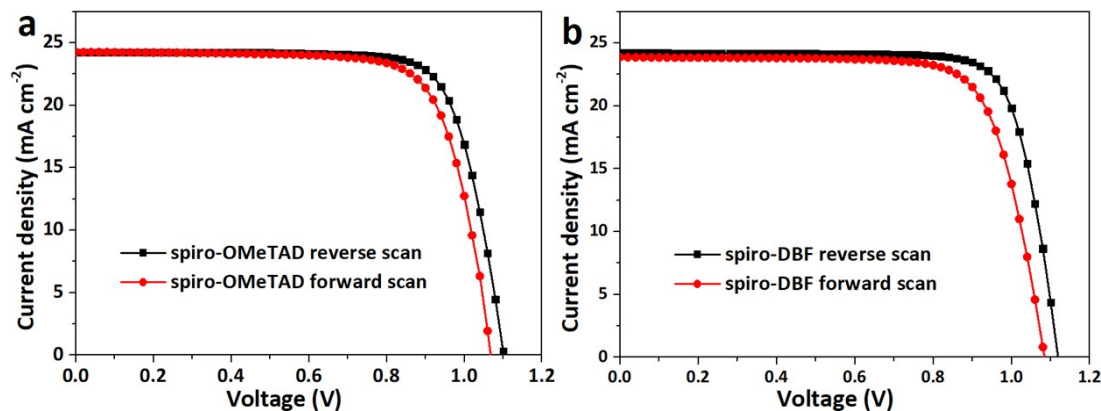 a
Current density (mA cm⁻²)
25
20
15
10
5
0
spiro-OMeTAD reverse scan
spiro-OMeTAD forward scan
0.0 0.2 0.4 0.6 0.8 1.0 1.2
Voltage (V)
b
Current density (mA cm⁻²)
25
20
15
10
5
0
spiro-DBF reverse scan
spiro-DBF forward scan
0.0 0.2 0.4 0.6 0.8 1.0 1.2
Voltage (V)